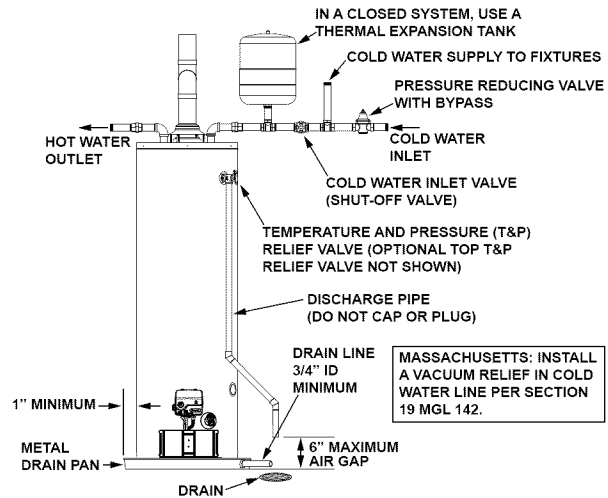 IN A CLOSED SYSTEM, USE A
THERMAL EXPANSION TANK
COLD WATER SUPPLY TO FIXTURES
PRESSURE REDUCING VALVE
WITH BYPASS
HOT WATER
OUTLET
COLD WATER
INLET
COLD WATER INLET VALVE
(SHUT-OFF VALVE)
TEMPERATURE AND PRESSURE (T&P)
RELIEF VALVE (OPTIONAL TOP T&P
RELIEF VALVE NOT SHOWN)
DISCHARGE PIPE
(DO NOT CAP OR PLUG)
DRAIN LINE
3/4" ID
MINIMUM
MASSACHUSETTS: INSTALL
A VACUUM RELIEF IN COLD
WATER LINE PER SECTION
19 MGL 142.
1" MINIMUM
METAL
DRAIN PAN
6" MAXIMUM
AIR GAP
DRAIN